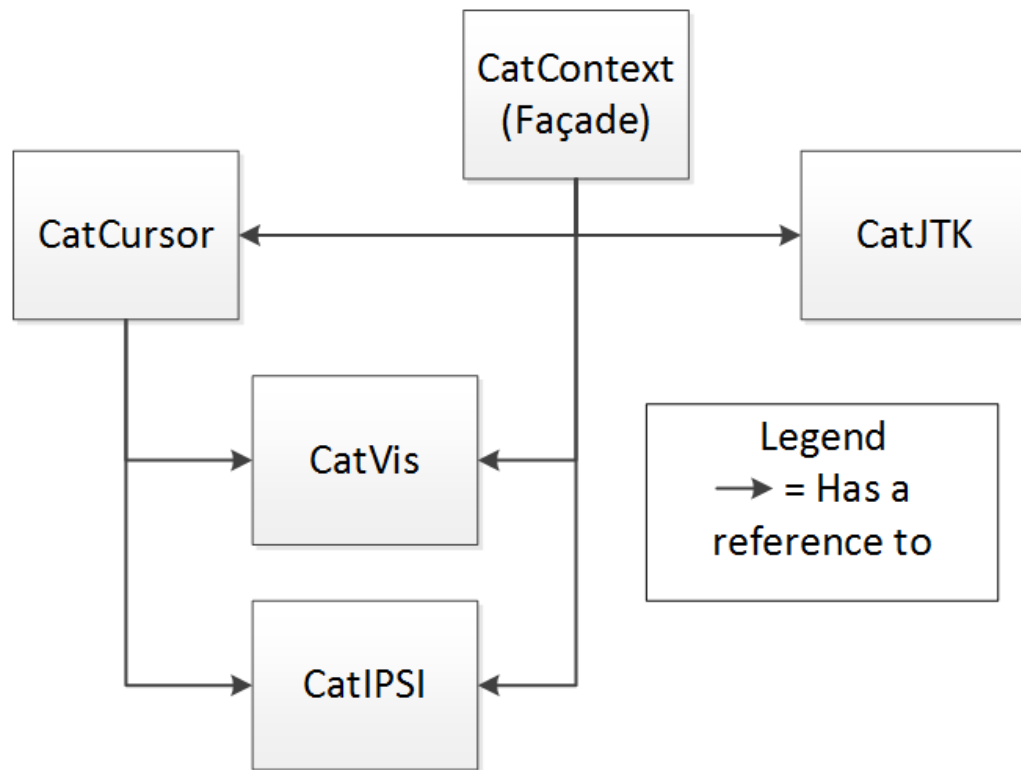 CatContext
(Façade)
CatCursor
CatJTK
CatVis
Legend
= Has a
reference to
CatIPSI